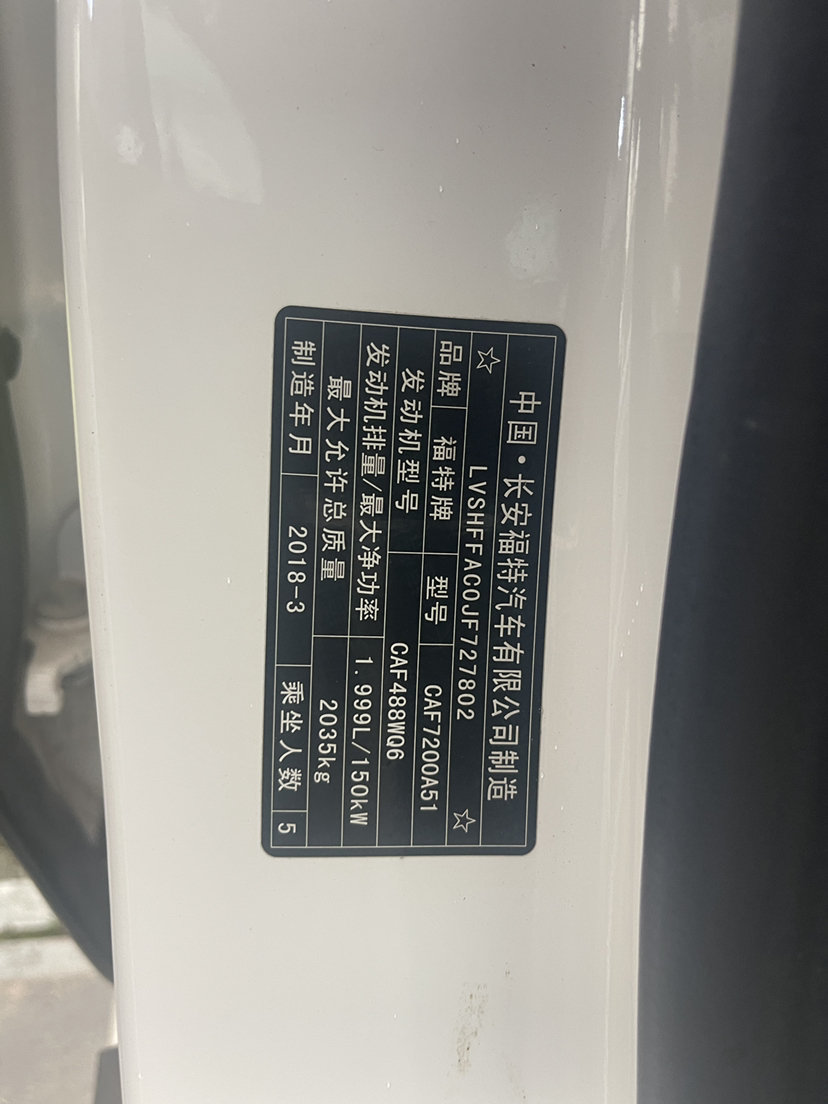 中国·长安福特汽车有限公司制造
☆ LVSHFFAC0JF727802 ☆
品牌 福特牌 型号 CAF7200A51
发动机型号 CAF488WQ6
发动机排量/最大净功率 1.999L/150kW
最大允许总质量 2035kg
制造年月 2018-3 乘坐人数 5